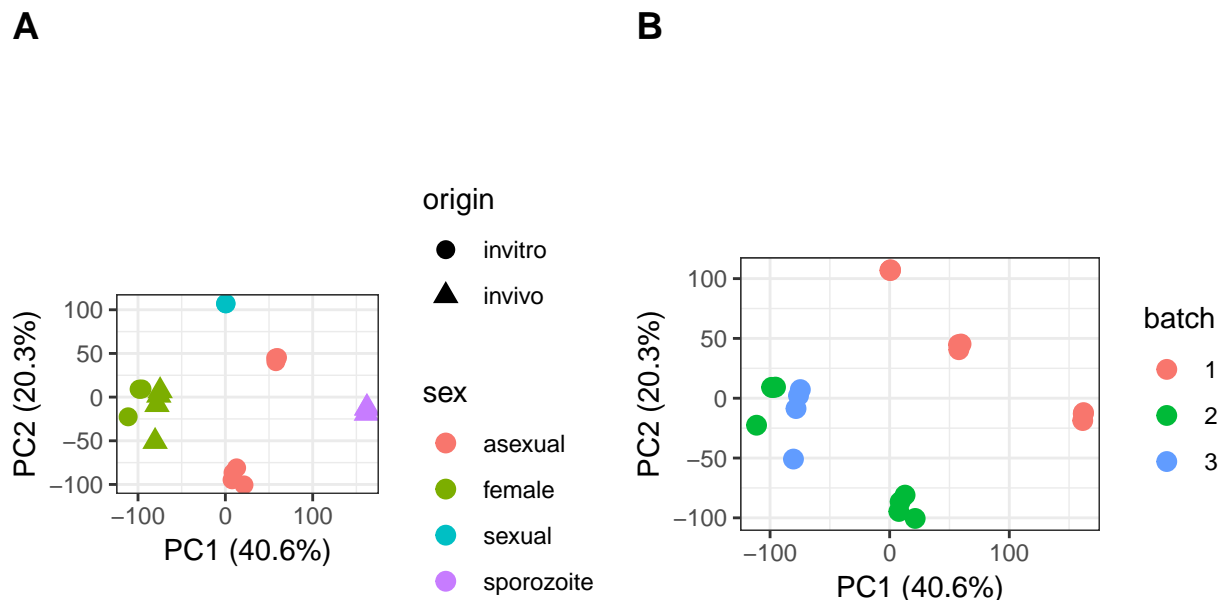 A
PC2 (20.3%)
100
50
0
−50
−100
−100 0 100
PC1 (40.6%)
origin
invitro
invivo
sex
asexual
female
sexual
sporozoite
B
PC2 (20.3%)
100
50
0
−50
−100
−100 0 100
PC1 (40.6%)
batch
1
2
3